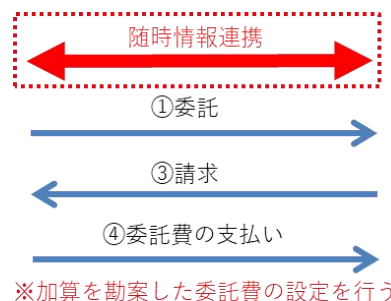 随時情報連携
①委託
③請求
④委託費の支払い
※加算を勘案した委託費の設定を行う